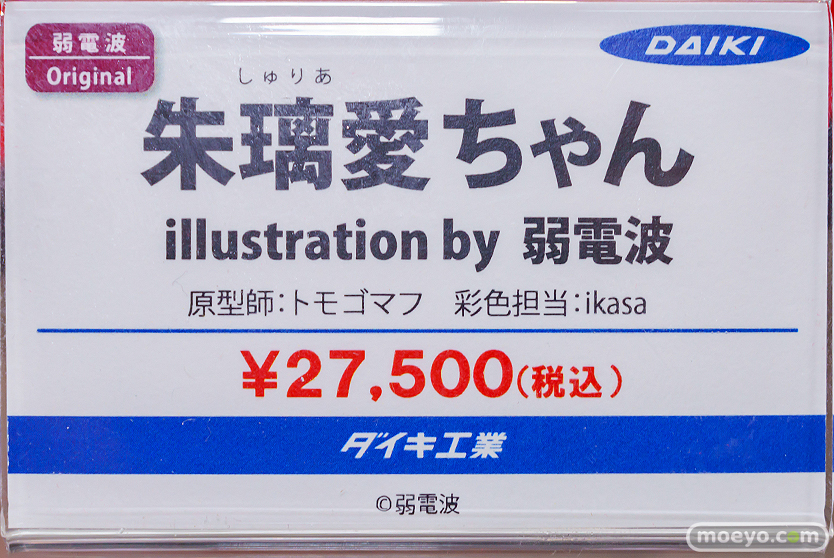 弱電波
Original
DAIKI
しゅりあ
朱璃愛ちゃん
illustration by 弱電波
原型師：トモゴマフ　彩色担当：ikasa
¥27,500(税込)
ダイキ工業
©弱電波
moeyo.com